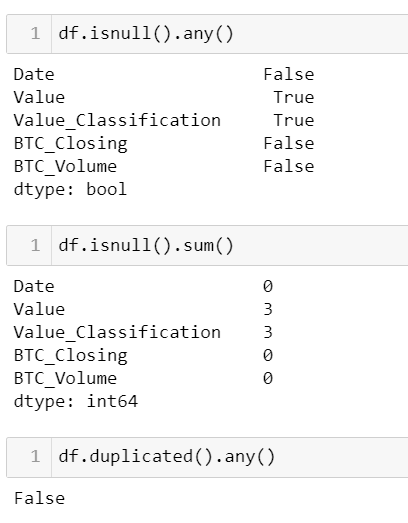 1 df.isnull().any()
Date False
Value True
Value_Classification True
BTC_Closing False
BTC_Volume False
dtype: bool
1 df.isnull().sum()
Date 0
Value 3
Value_Classification 3
BTC_Closing 0
BTC_Volume 0
dtype: int64
1 df.duplicated().any()
False